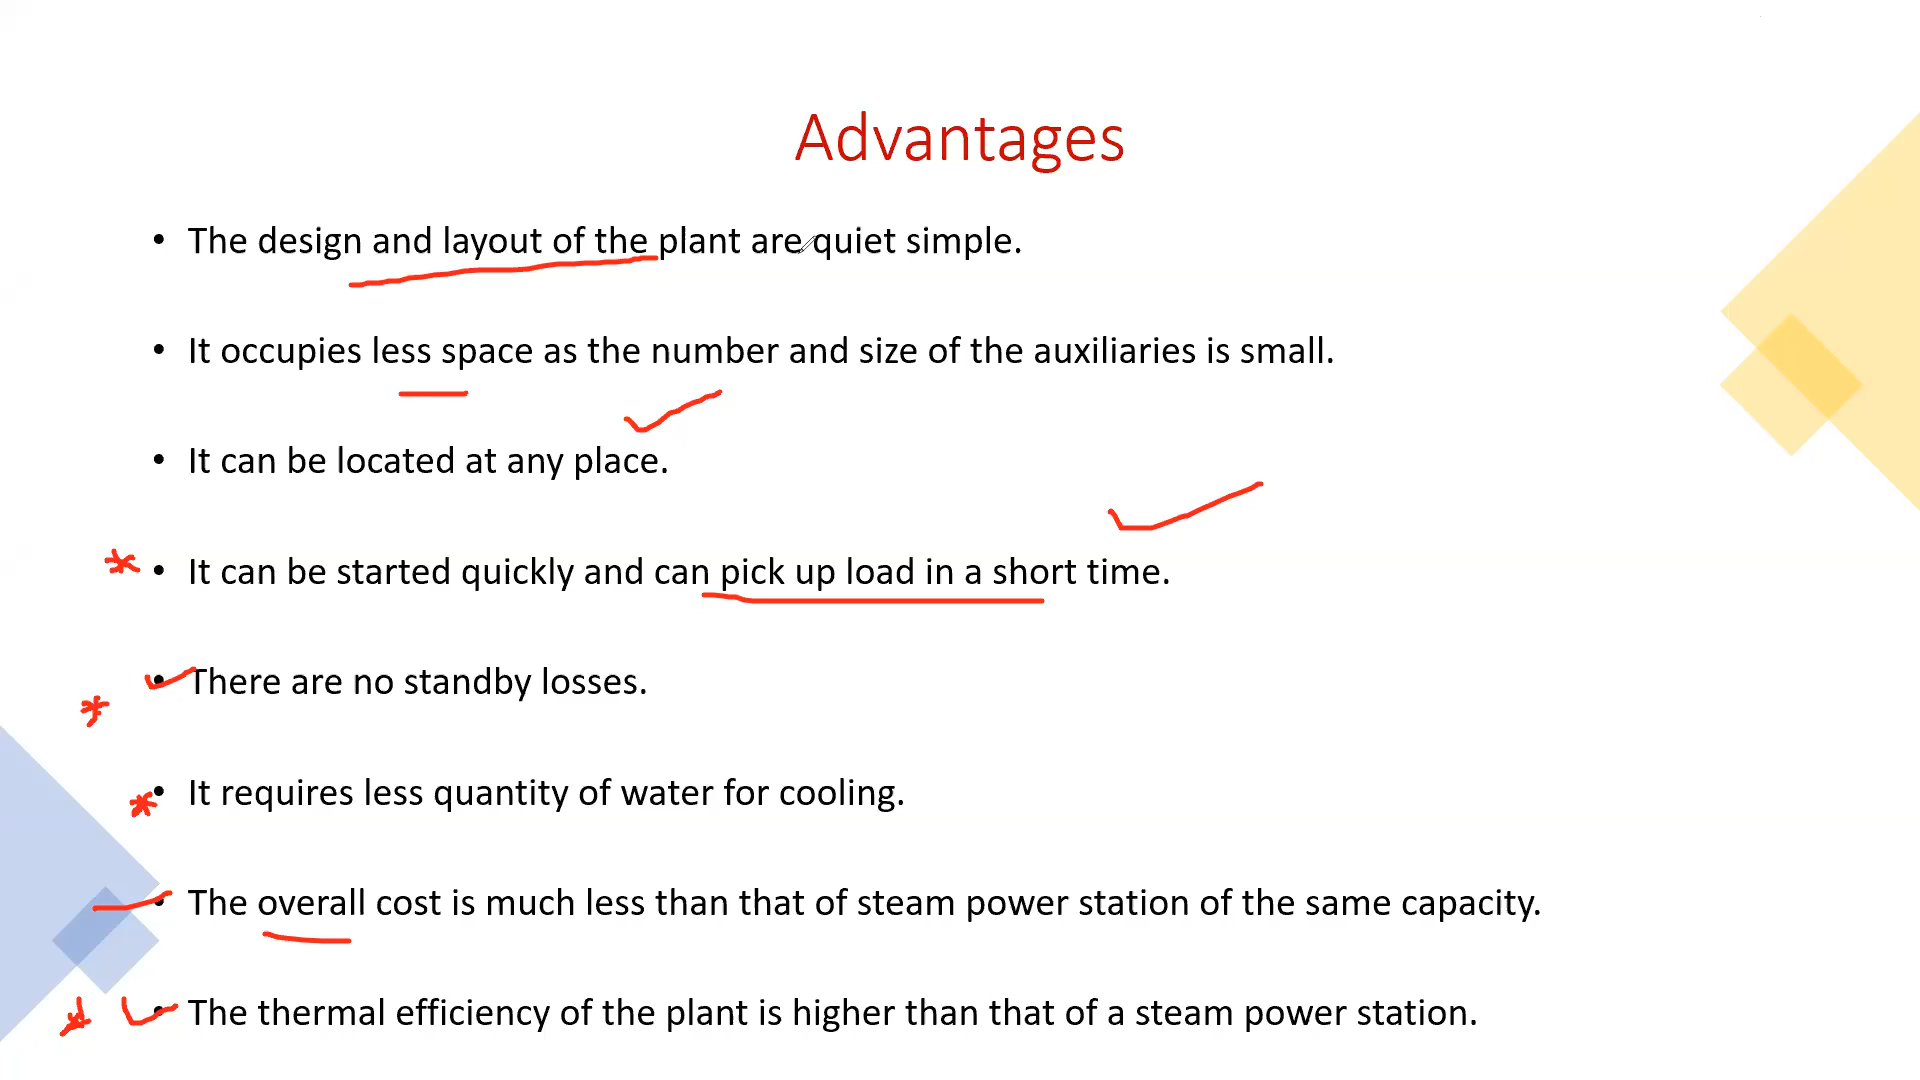 Advantages
• The design and layout of the plant are quiet simple.
• It occupies less space as the number and size of the auxiliaries is small.
• It can be located at any place.
• It can be started quickly and can pick up load in a short time.
• There are no standby losses.
• It requires less quantity of water for cooling.
• The overall cost is much less than that of steam power station of the same capacity.
• The thermal efficiency of the plant is higher than that of a steam power station.